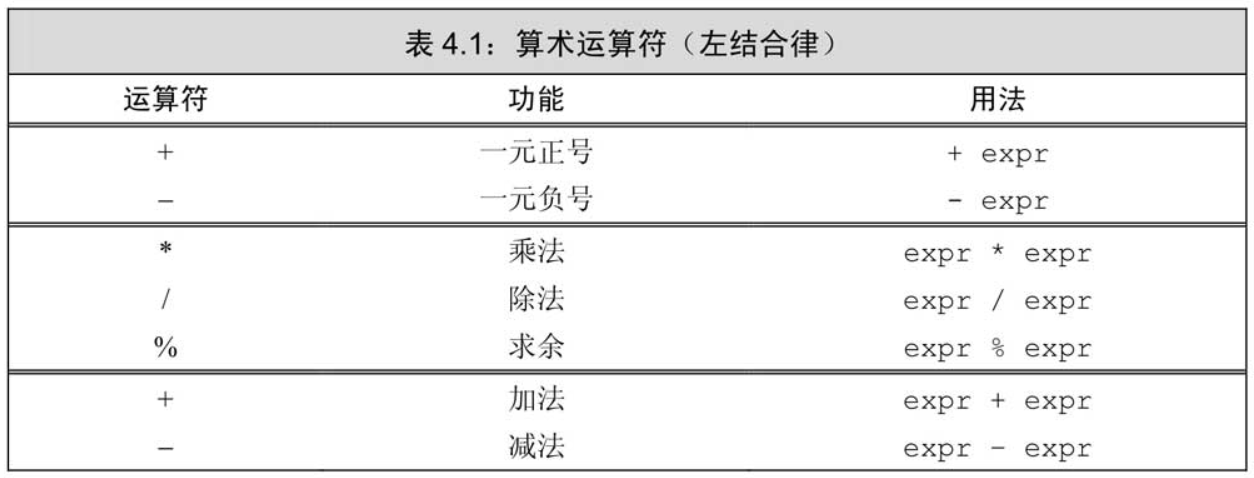 表 4.1：算术运算符（左结合律）
运算符 功能 用法
+ 一元正号 + expr
– 一元负号 - expr
* 乘法 expr * expr
/ 除法 expr / expr
% 求余 expr % expr
+ 加法 expr + expr
– 减法 expr – expr